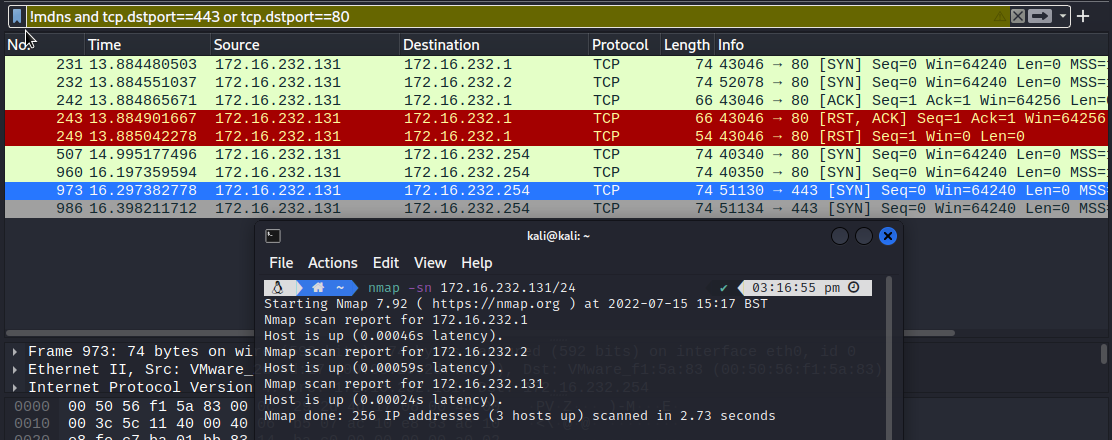 !mdns and tcp.dstport==443 or tcp.dstport==80
No. Time Source Destination Protocol Length Info
231 13.884480503 172.16.232.131 172.16.232.1 TCP 74 43046 → 80 [SYN] Seq=0 Win=64240 Len=0 MSS=
232 13.884551037 172.16.232.131 172.16.232.2 TCP 74 52078 → 80 [SYN] Seq=0 Win=64240 Len=0 MSS=
242 13.884865671 172.16.232.131 172.16.232.1 TCP 66 43046 → 80 [ACK] Seq=1 Ack=1 Win=64256 Len=
243 13.884901667 172.16.232.131 172.16.232.1 TCP 66 43046 → 80 [RST, ACK] Seq=1 Ack=1 Win=64256
249 13.885042278 172.16.232.131 172.16.232.1 TCP 54 43046 → 80 [RST] Seq=1 Win=0 Len=0
507 14.995177496 172.16.232.131 172.16.232.254 TCP 74 40340 → 80 [SYN] Seq=0 Win=64240 Len=0 MSS=
960 16.197359594 172.16.232.131 172.16.232.254 TCP 74 40350 → 80 [SYN] Seq=0 Win=64240 Len=0 MSS=
973 16.297382778 172.16.232.131 172.16.232.254 TCP 74 51130 → 443 [SYN] Seq=0 Win=64240 Len=0 MSS
986 16.398211712 172.16.232.131 172.16.232.254 TCP 74 51134 → 443 [SYN] Seq=0 Win=64240 Len=0 MSS
kali@kali: ~
File Actions Edit View Help
~ nmap -sn 172.16.232.131/24 ✔ 03:16:55 pm
Starting Nmap 7.92 ( https://nmap.org ) at 2022-07-15 15:17 BST
Nmap scan report for 172.16.232.1
Host is up (0.00046s latency).
Nmap scan report for 172.16.232.2
Host is up (0.00059s latency).
Nmap scan report for 172.16.232.131
Host is up (0.00024s latency).
Nmap done: 256 IP addresses (3 hosts up) scanned in 2.73 seconds
Frame 973: 74 bytes on wi (592 bits) on interface eth0, id 0
Ethernet II, Src: VMware_ Dst: VMware_f1:5a:83 (00:50:56:f1:5a:83)
Internet Protocol Version
0000 00 50 56 f1 5a 83 00
0010 00 3c 5c 11 40 00 40